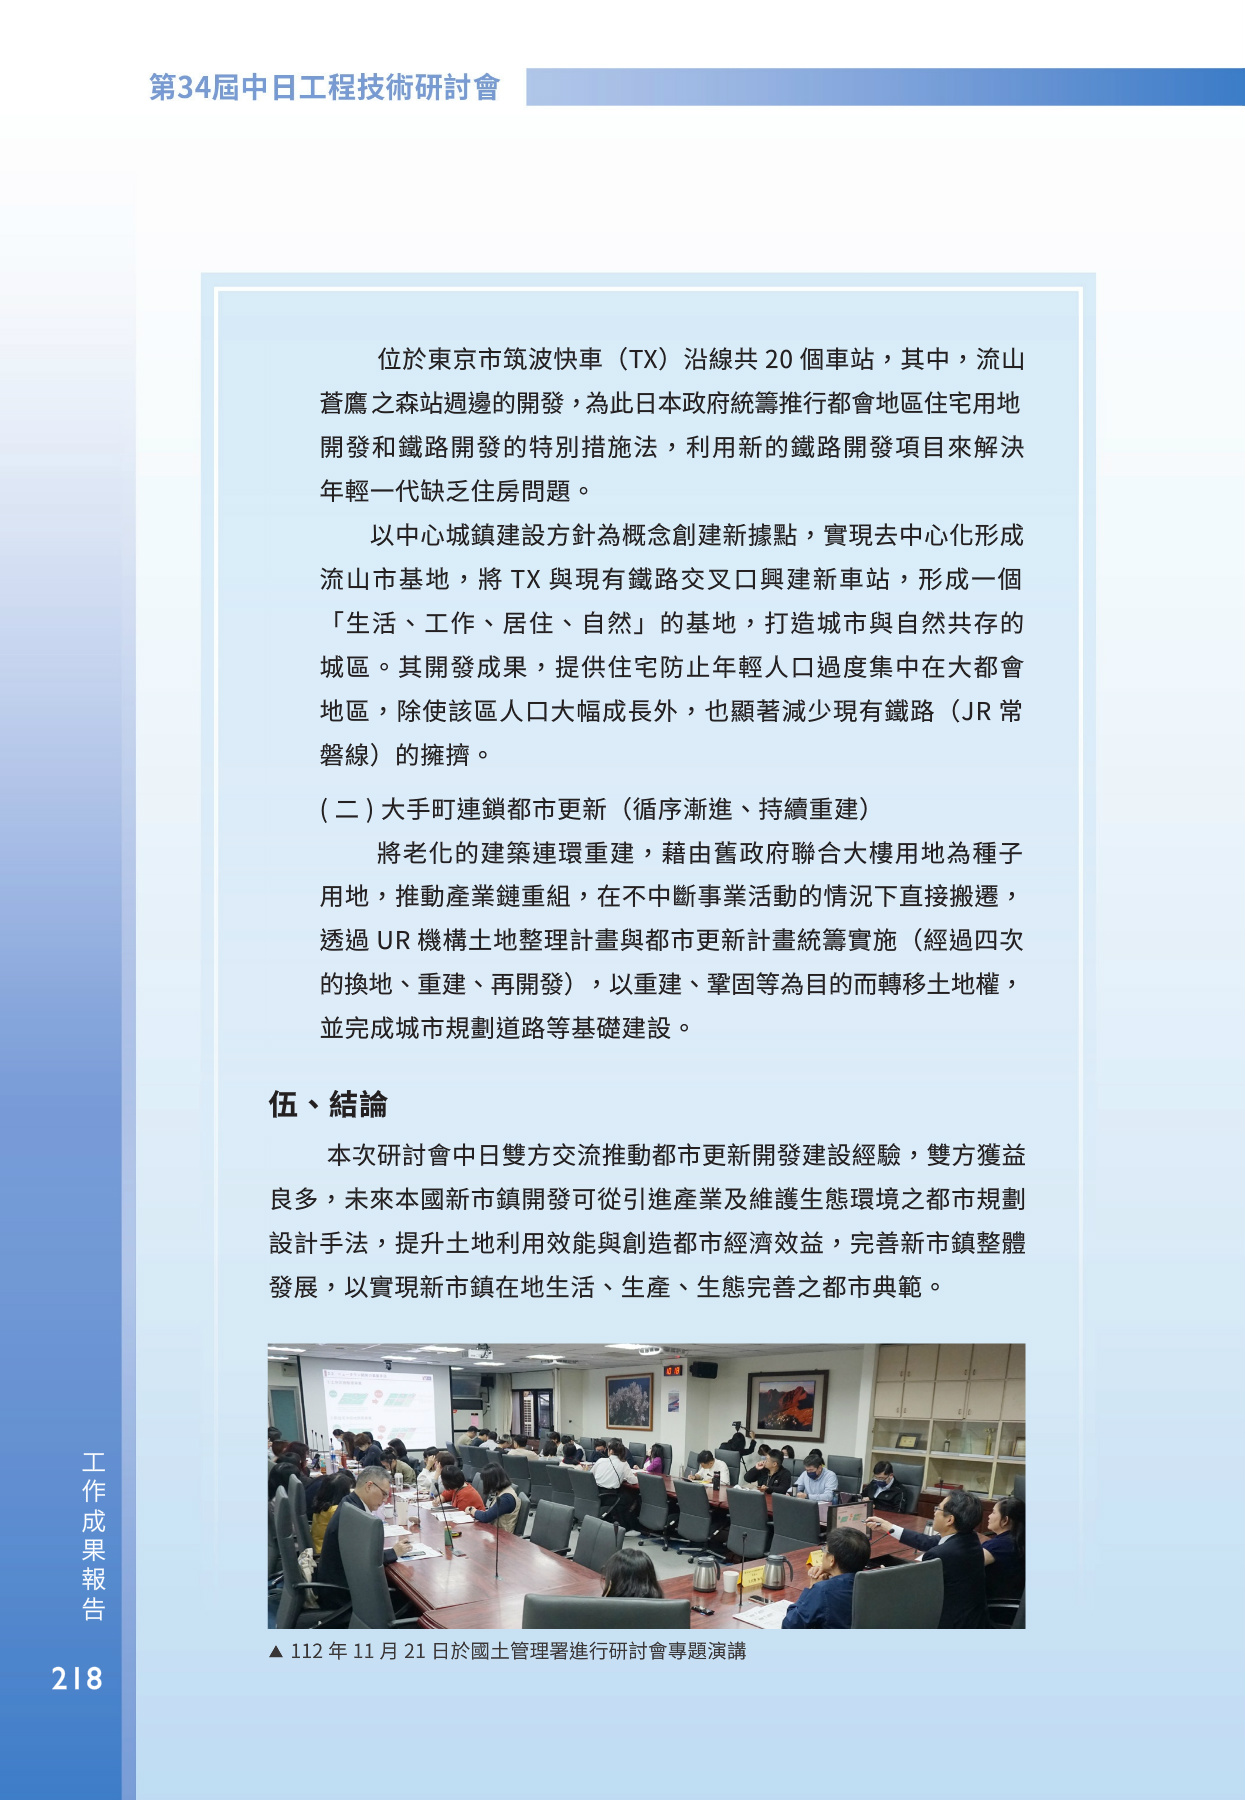 第34屆中日工程技術研討會
位於東京市筑波快車（TX）沿線共 20 個車站，其中，流山
蒼鷹之森站週邊的開發，為此日本政府統籌推行都會地區住宅用地
開發和鐵路開發的特別措施法，利用新的鐵路開發項目來解決
年輕一代缺乏住房問題。
以中心城鎮建設方針為概念創建新據點，實現去中心化形成
流山市基地，將 TX 與現有鐵路交叉口興建新車站，形成一個
「生活、工作、居住、自然」的基地，打造城市與自然共存的
城區。其開發成果，提供住宅防止年輕人口過度集中在大都會
地區，除使該區人口大幅成長外，也顯著減少現有鐵路（JR 常
磐線）的擁擠。
( 二 ) 大手町連鎖都市更新（循序漸進、持續重建）
將老化的建築連環重建，藉由舊政府聯合大樓用地為種子
用地，推動產業鏈重組，在不中斷事業活動的情況下直接搬遷，
透過 UR 機構土地整理計畫與都市更新計畫統籌實施（經過四次
的換地、重建、再開發），以重建、鞏固等為目的而轉移土地權，
並完成城市規劃道路等基礎建設。
伍、結論
本次研討會中日雙方交流推動都市更新開發建設經驗，雙方獲益
良多，未來本國新市鎮開發可從引進產業及維護生態環境之都市規劃
設計手法，提升土地利用效能與創造都市經濟效益，完善新市鎮整體
發展，以實現新市鎮在地生活、生產、生態完善之都市典範。
▲ 112 年 11 月 21 日於國土管理署進行研討會專題演講
工作成果報告
218